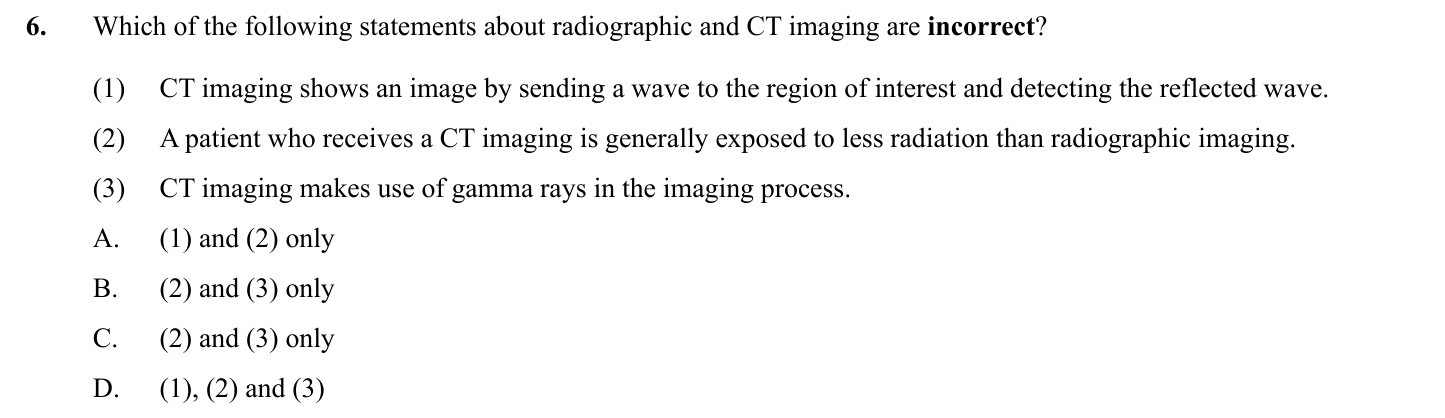 6. Which of the following statements about radiographic and CT imaging are incorrect?
(1) CT imaging shows an image by sending a wave to the region of interest and detecting the reflected wave.
(2) A patient who receives a CT imaging is generally exposed to less radiation than radiographic imaging.
(3) CT imaging makes use of gamma rays in the imaging process.
A. (1) and (2) only
B. (2) and (3) only
C. (2) and (3) only
D. (1), (2) and (3)